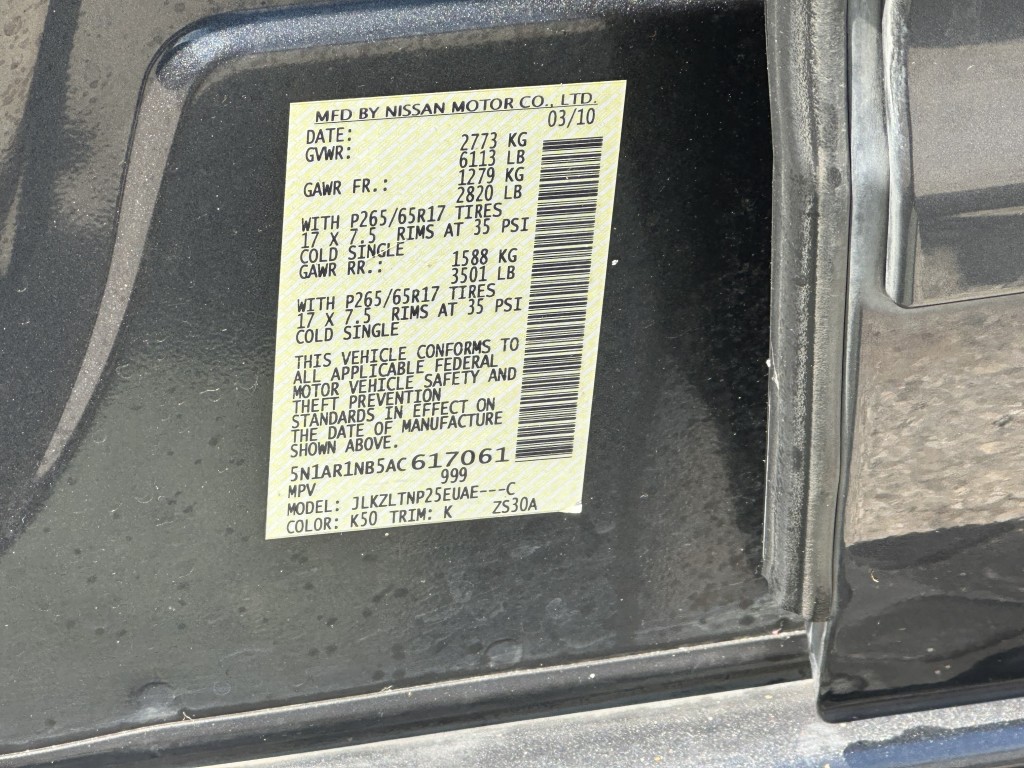 MFD BY NISSAN MOTOR CO., LTD.
DATE: 03/10
GVWR: 2773 KG
6113 LB
GAWR FR.: 1279 KG
2820 LB
WITH P265/65R17 TIRES
17 X 7.5 RIMS AT 35 PSI
COLD SINGLE
GAWR RR.: 1588 KG
3501 LB
WITH P265/65R17 TIRES
17 X 7.5 RIMS AT 35 PSI
COLD SINGLE
THIS VEHICLE CONFORMS TO
ALL APPLICABLE FEDERAL
MOTOR VEHICLE SAFETY AND
THEFT PREVENTION
STANDARDS IN EFFECT ON
THE DATE OF MANUFACTURE
SHOWN ABOVE.
5N1AR1NB5AC617061
MPV 999
MODEL: JLKZLTNP25EUAE---C
COLOR: K50 TRIM: K ZS30A